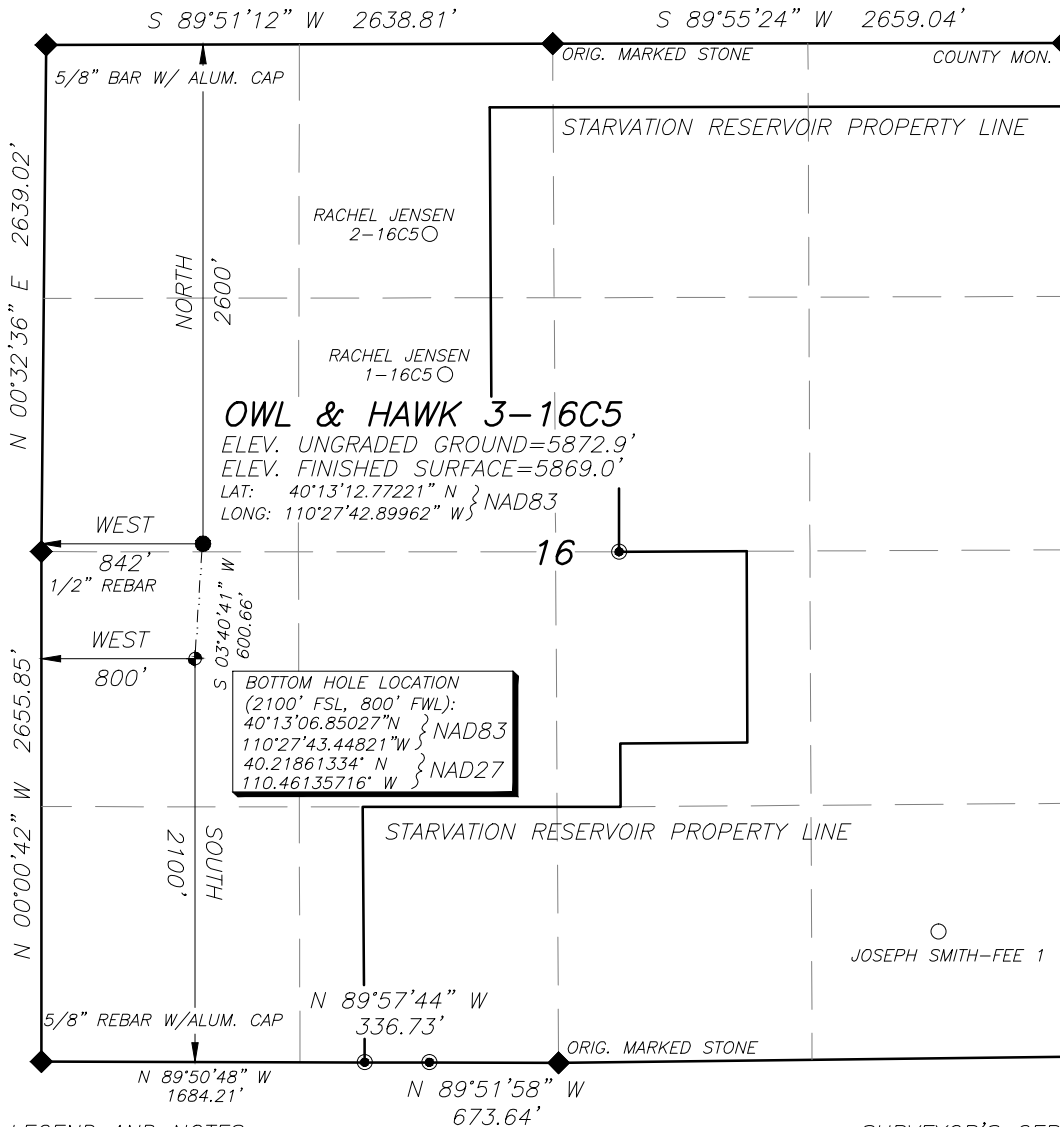 S 89°51'12" W 2638.81'
S 89°55'24" W 2659.04'
ORIG. MARKED STONE
COUNTY MON.
5/8" BAR W/ ALUM. CAP
STARVATION RESERVOIR PROPERTY LINE
N 00°32'36" E 2639.02'
RACHEL JENSEN
2-16C5
NORTH
2600'
RACHEL JENSEN
1-16C5
OWL & HAWK 3-16C5
ELEV. UNGRADED GROUND=5872.9'
ELEV. FINISHED SURFACE=5869.0'
LAT: 40°13'12.77221" N
LONG: 110°27'42.89962" W } NAD83
WEST
842'
1/2" REBAR
16
S 03°40'41" W
600.66'
WEST
800'
BOTTOM HOLE LOCATION
(2100' FSL, 800' FWL):
40°13'06.85027"N
110°27'43.44821"W } NAD83
40.21861334° N
110.46135716° W } NAD27
N 00°00'42" W 2655.85'
SOUTH
2100'
STARVATION RESERVOIR PROPERTY LINE
JOSEPH SMITH-FEE 1
N 89°57'44" W
336.73'
5/8" REBAR W/ALUM. CAP
ORIG. MARKED STONE
N 89°50'48" W
1684.21'
N 89°51'58" W
673.64'